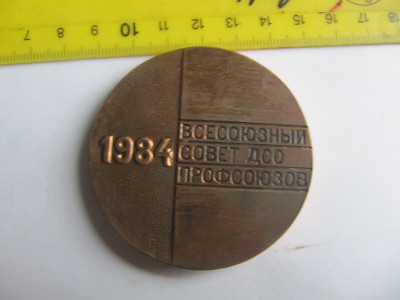 7 8 9 10 11 12 13 14 15 16 17 18
1984
ВСЕСОЮЗНЫЙ
СОВЕТ ДСО
ПРОФСОЮЗОВ